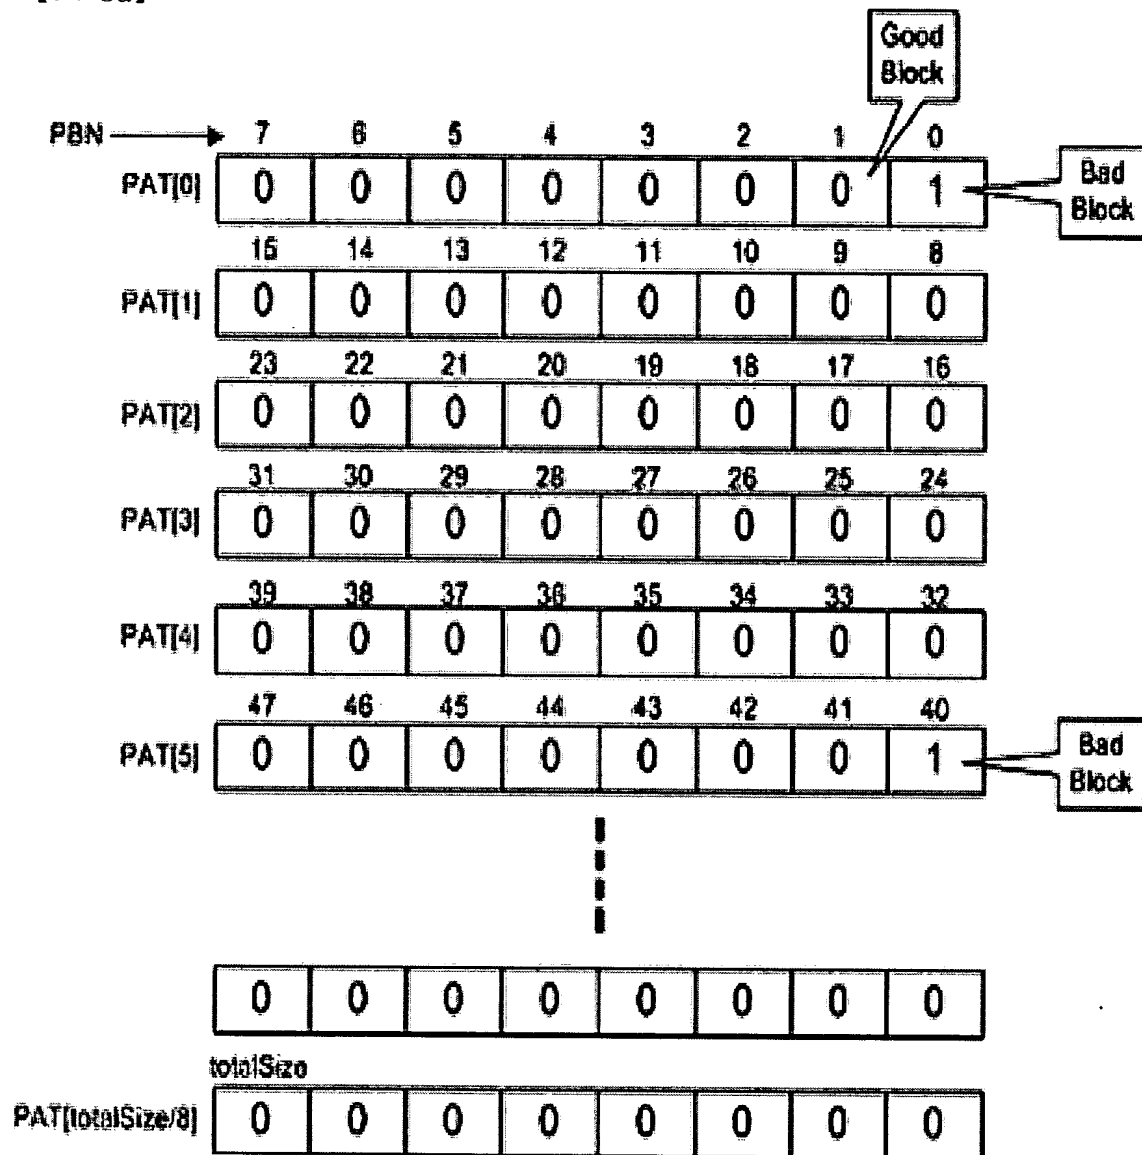 Good
Block
PBN 7 6 5 4 3 2 1 0
PAT[0] 0 0 0 0 0 0 0 1
Bad
Block
15 14 13 12 11 10 9 8
PAT[1] 0 0 0 0 0 0 0 0
23 22 21 20 19 18 17 16
PAT[2] 0 0 0 0 0 0 0 0
31 30 29 28 27 26 25 24
PAT[3] 0 0 0 0 0 0 0 0
39 38 37 36 35 34 33 32
PAT[4] 0 0 0 0 0 0 0 0
47 46 45 44 43 42 41 40
PAT[5] 0 0 0 0 0 0 0 1
Bad
Block
0 0 0 0 0 0 0 0
totalSize
PAT[totalSize/8] 0 0 0 0 0 0 0 0